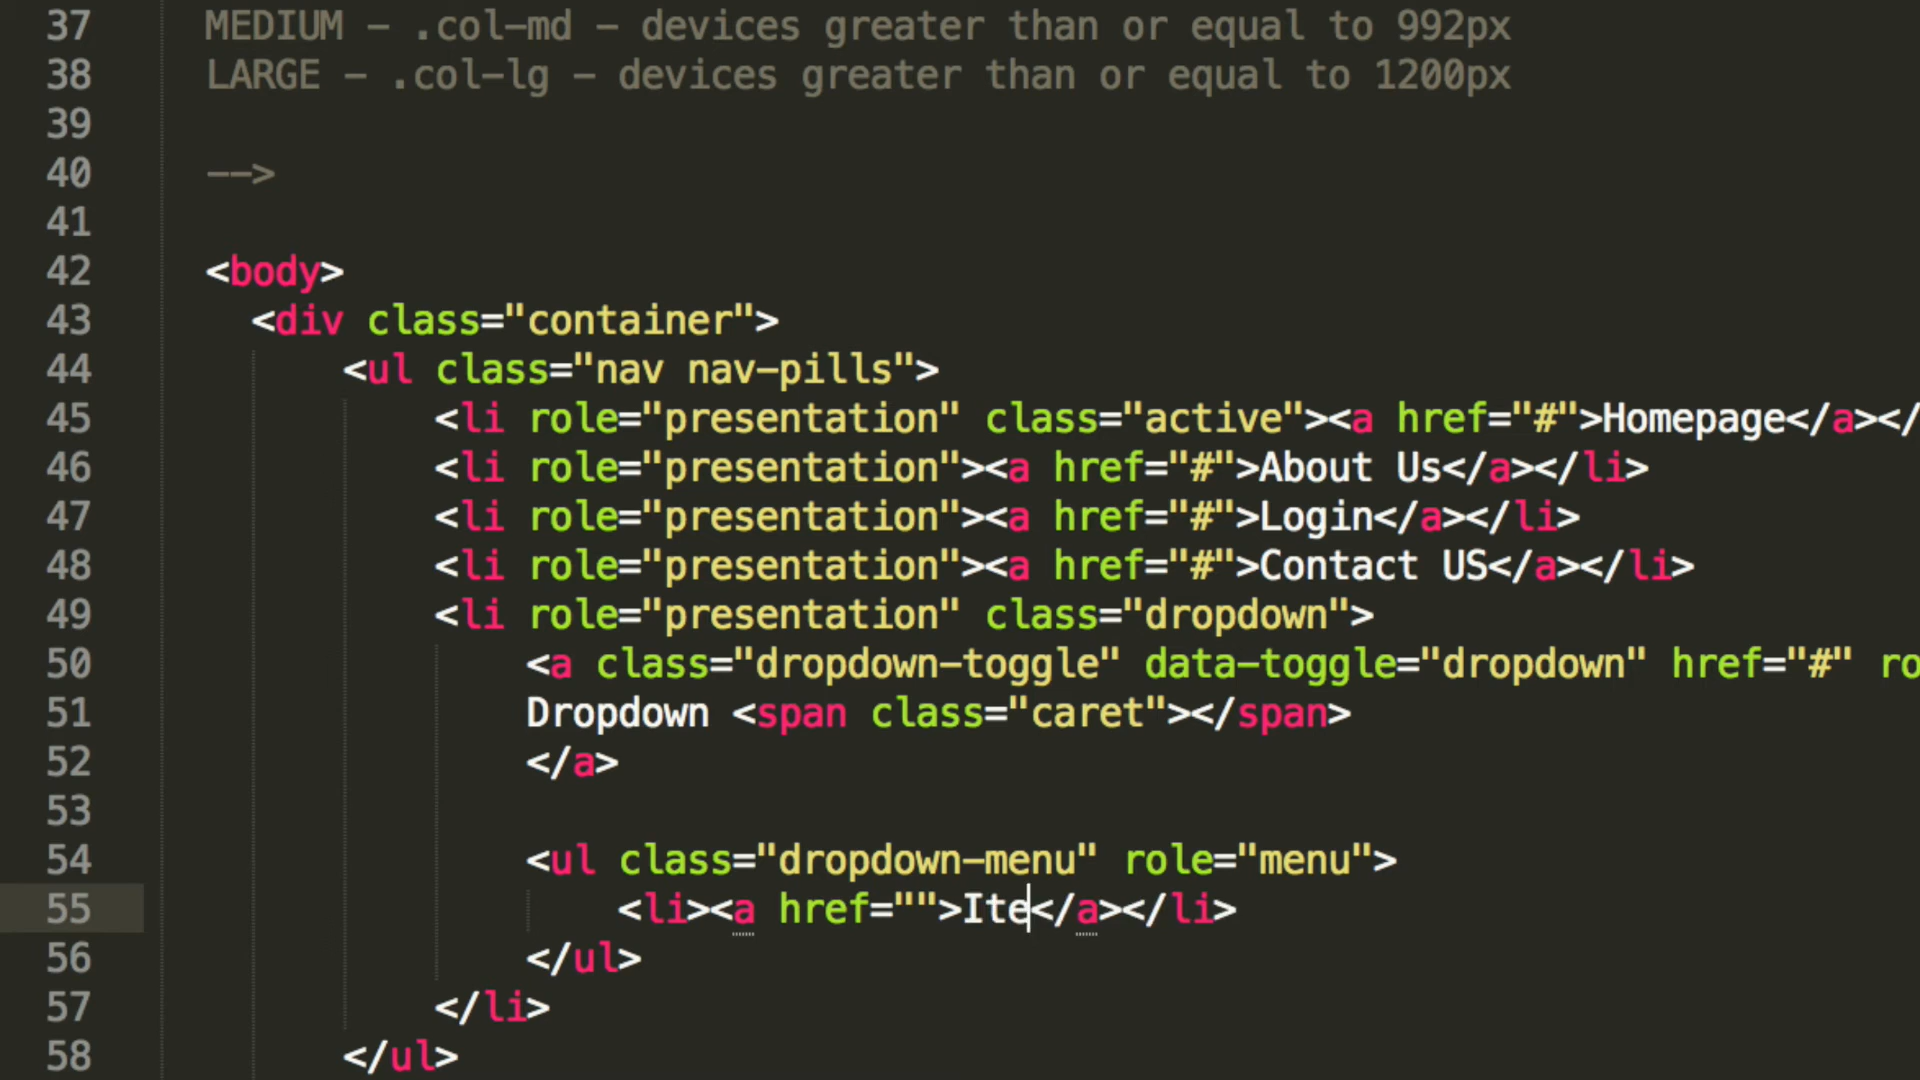 37 MEDIUM - .col-md - devices greater than or equal to 992px
38 LARGE - .col-lg - devices greater than or equal to 1200px
39
40 -->
41
42 <body>
43 <div class="container">
44 <ul class="nav nav-pills">
45 <li role="presentation" class="active"><a href="#">Homepage</a></
46 <li role="presentation"><a href="#">About Us</a></li>
47 <li role="presentation"><a href="#">Login</a></li>
48 <li role="presentation"><a href="#">Contact US</a></li>
49 <li role="presentation" class="dropdown">
50 <a class="dropdown-toggle" data-toggle="dropdown" href="#" ro
51 Dropdown <span class="caret"></span>
52 </a>
53
54 <ul class="dropdown-menu" role="menu">
55 <li><a href="">Ite</a></li>
56 </ul>
57 </li>
58 </ul>